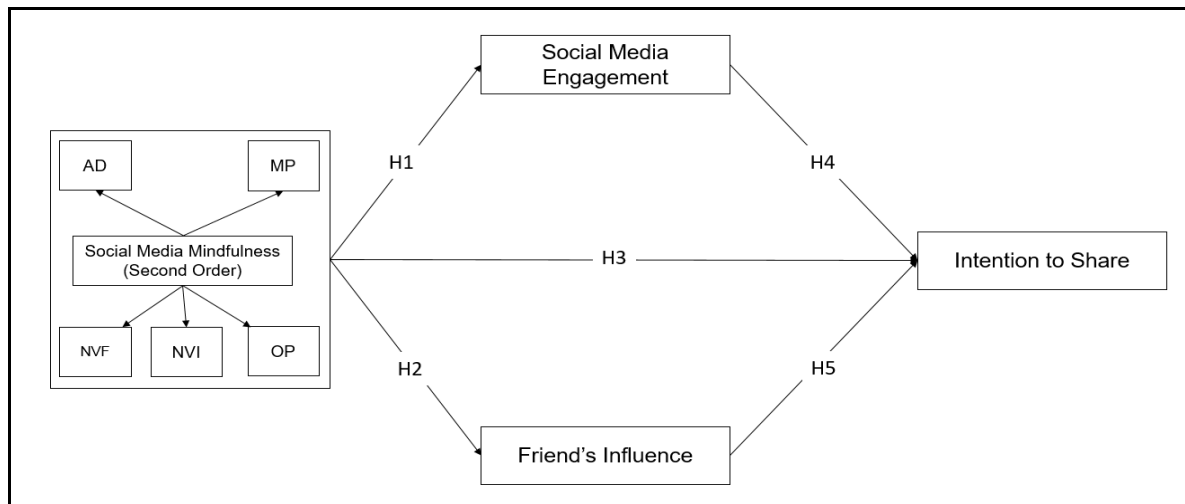 Social Media
Engagement
AD
MP
H1
H4
Social Media Mindfulness
(Second Order)
H3
Intention to Share
NVF
NVI
OP
H2
H5
Friend's Influence